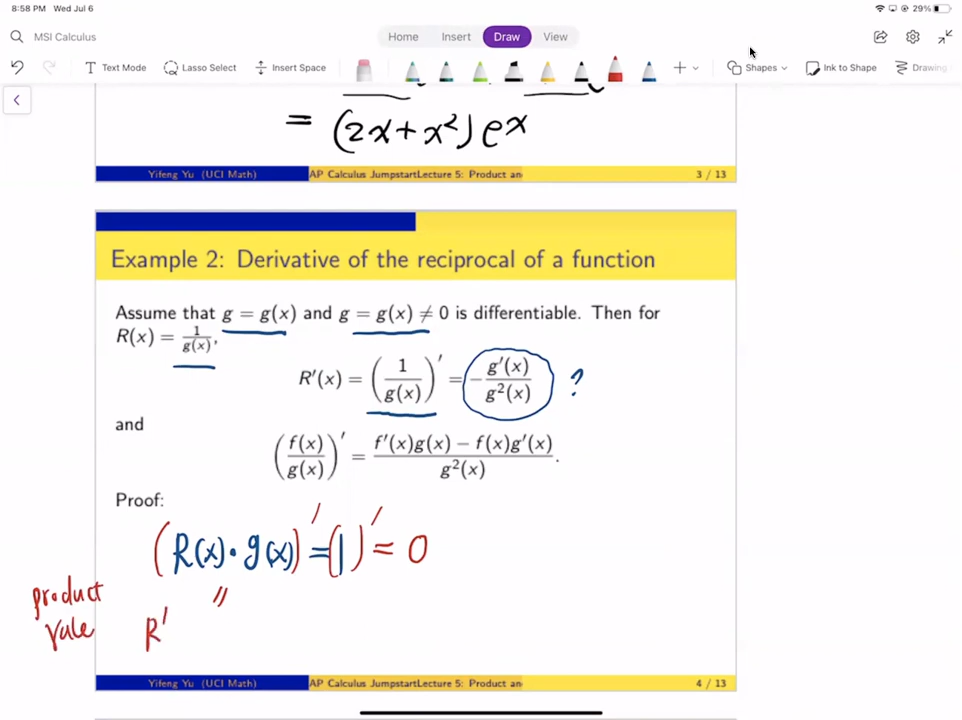 8:58 PM Wed Jul 6
29%
MSI Calculus
Home Insert Draw View
Text Mode Lasso Select Insert Space Shapes Ink to Shape Drawing
= (2x + x²) eˣ
Yifeng Yu (UCI Math) AP Calculus JumpstartLecture 5: Product an 3 / 13
Example 2: Derivative of the reciprocal of a function
Assume that g = g(x) and g = g(x) ≠ 0 is differentiable. Then for
R(x) = 1/g(x),
R′(x) = (1/g(x))′ = −g′(x)/g²(x) ?
and
(f(x)/g(x))′ = (f′(x)g(x) − f(x)g′(x))/g²(x).
Proof:
(R(x)·g(x))′ = (1)′ = 0
product
rule
R′
Yifeng Yu (UCI Math) AP Calculus JumpstartLecture 5: Product an 4 / 13